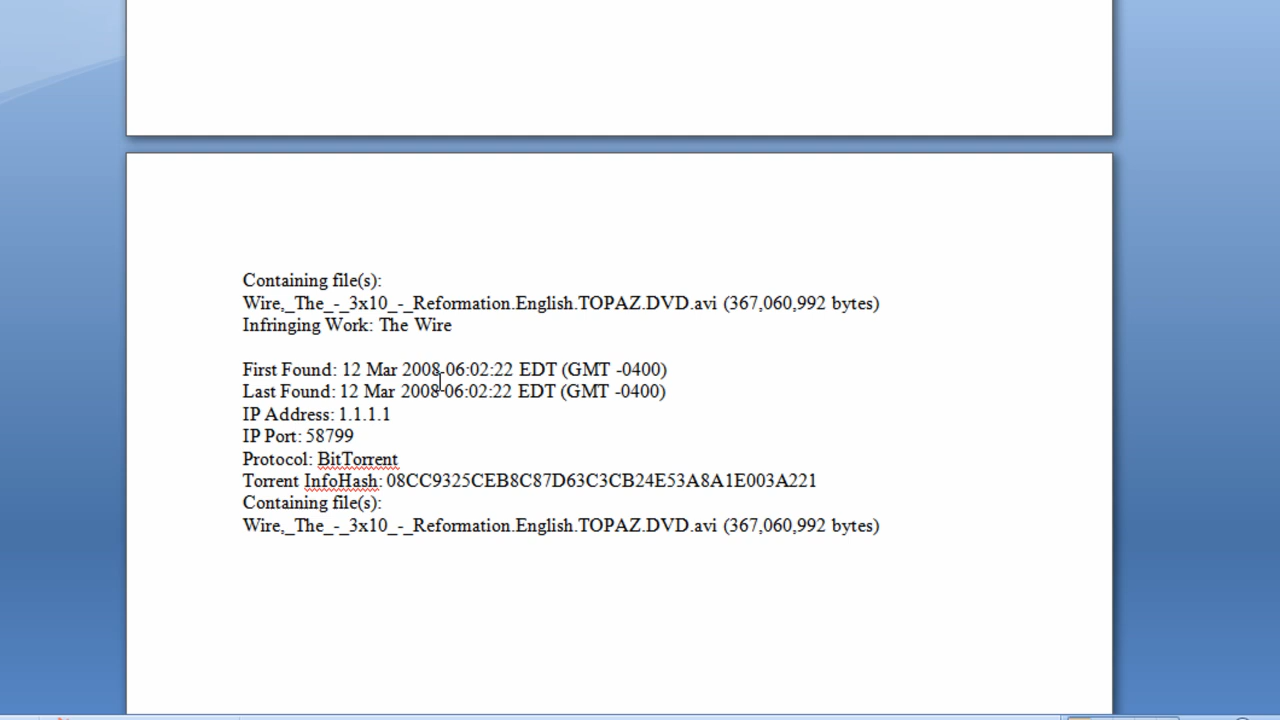 Containing file(s):
Wire,_The_-_3x10_-_Reformation.English.TOPAZ.DVD.avi (367,060,992 bytes)
Infringing Work: The Wire
First Found: 12 Mar 2008 06:02:22 EDT (GMT -0400)
Last Found: 12 Mar 2008 06:02:22 EDT (GMT -0400)
IP Address: 1.1.1.1
IP Port: 58799
Protocol: BitTorrent
Torrent InfoHash: 08CC9325CEB8C87D63C3CB24E53A8A1E003A221
Containing file(s):
Wire,_The_-_3x10_-_Reformation.English.TOPAZ.DVD.avi (367,060,992 bytes)